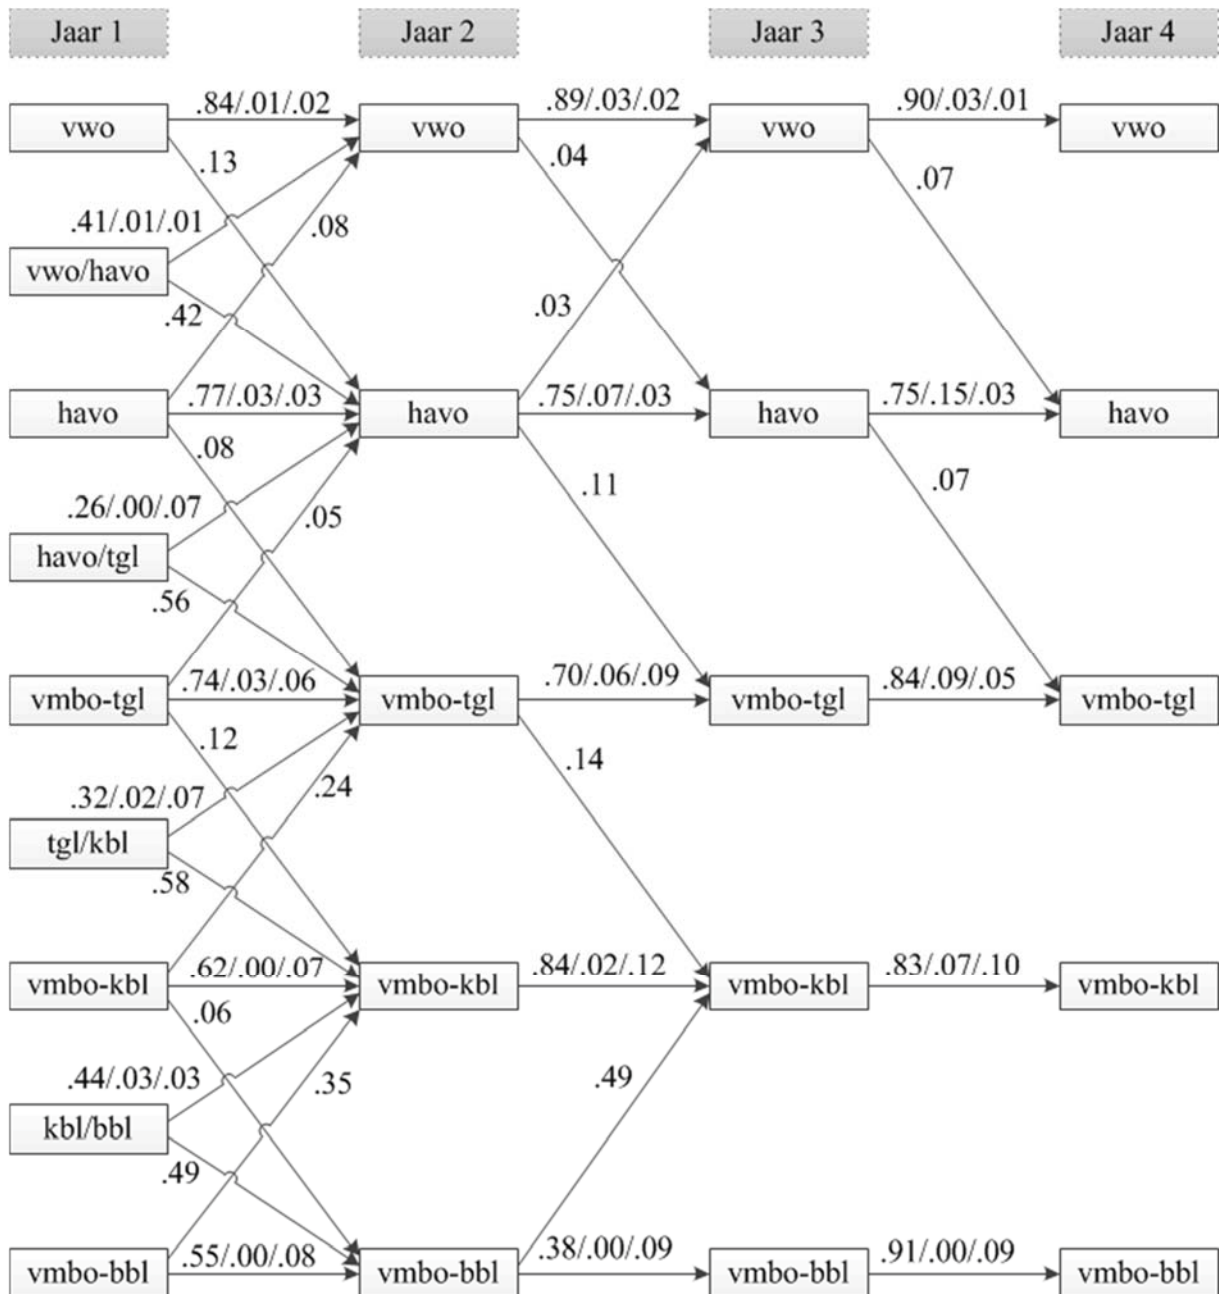 Jaar 1 Jaar 2 Jaar 3 Jaar 4
.84/.01/.02 .89/.03/.02 .90/.03/.01
vwo vwo vwo vwo
.13 .04 .07
.41/.01/.01 .08
vwo/havo
.42 .03
.77/.03/.03 .75/.07/.03 .75/.15/.03
havo havo havo havo
.08 .11 .07
.26/.00/.07 .05
havo/tgl
.56
.74/.03/.06 .70/.06/.09 .84/.09/.05
vmbo-tgl vmbo-tgl vmbo-tgl vmbo-tgl
.12 .14
.32/.02/.07 .24
tgl/kbl
.58
.62/.00/.07 .84/.02/.12 .83/.07/.10
vmbo-kbl vmbo-kbl vmbo-kbl vmbo-kbl
.06
.44/.03/.03 .35 .49
kbl/bbl
.49
.55/.00/.08 .38/.00/.09 .91/.00/.09
vmbo-bbl vmbo-bbl vmbo-bbl vmbo-bbl